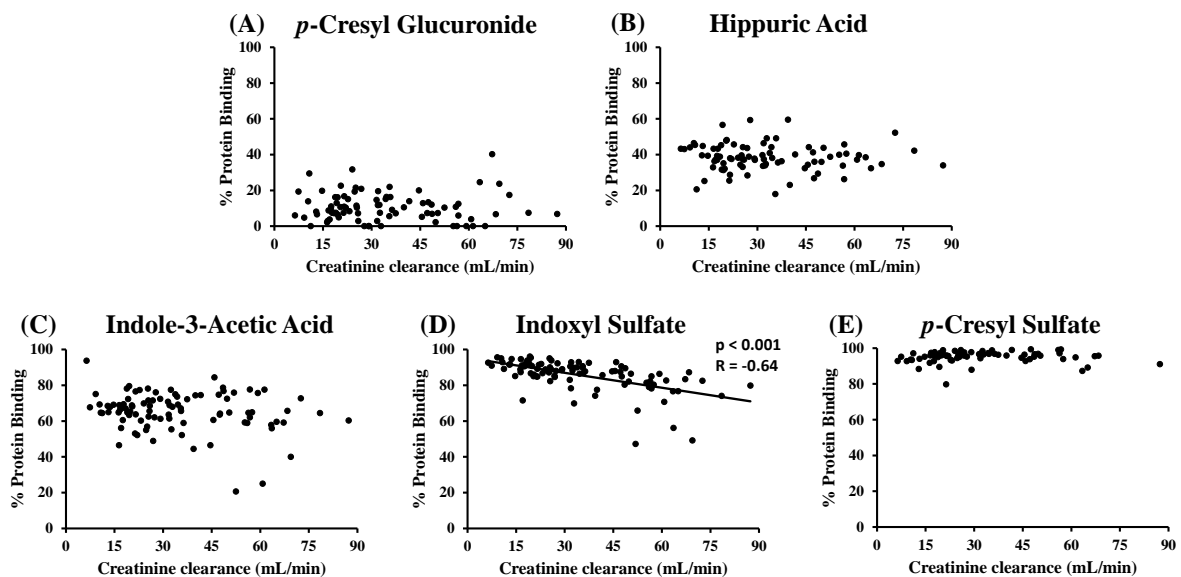 (A) p-Cresyl Glucuronide
100
80
60
40
20
0
% Protein Binding
0 15 30 45 60 75 90
Creatinine clearance (mL/min)
(B) Hippuric Acid
100
80
60
40
20
0
% Protein Binding
0 15 30 45 60 75 90
Creatinine clearance (mL/min)
(C) Indole-3-Acetic Acid
100
80
60
40
20
0
% Protein Binding
0 15 30 45 60 75 90
Creatinine clearance (mL/min)
(D) Indoxyl Sulfate
p < 0.001
R = -0.64
100
80
60
40
20
0
% Protein Binding
0 15 30 45 60 75 90
Creatinine clearance (mL/min)
(E) p-Cresyl Sulfate
100
80
60
40
20
0
% Protein Binding
0 15 30 45 60 75 90
Creatinine clearance (mL/min)